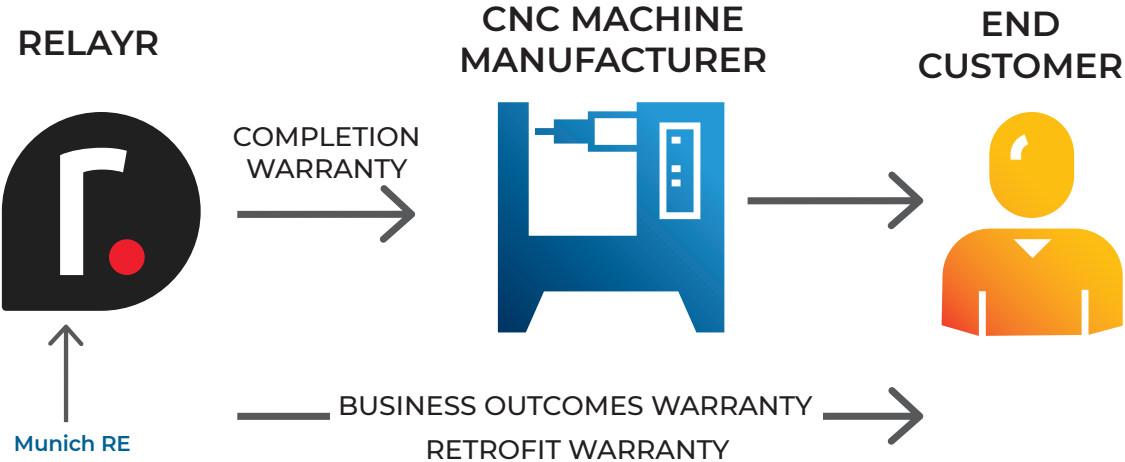 RELAYR
CNC MACHINE
MANUFACTURER
END
CUSTOMER
COMPLETION
WARRANTY
r.
BUSINESS OUTCOMES WARRANTY
RETROFIT WARRANTY
Munich RE